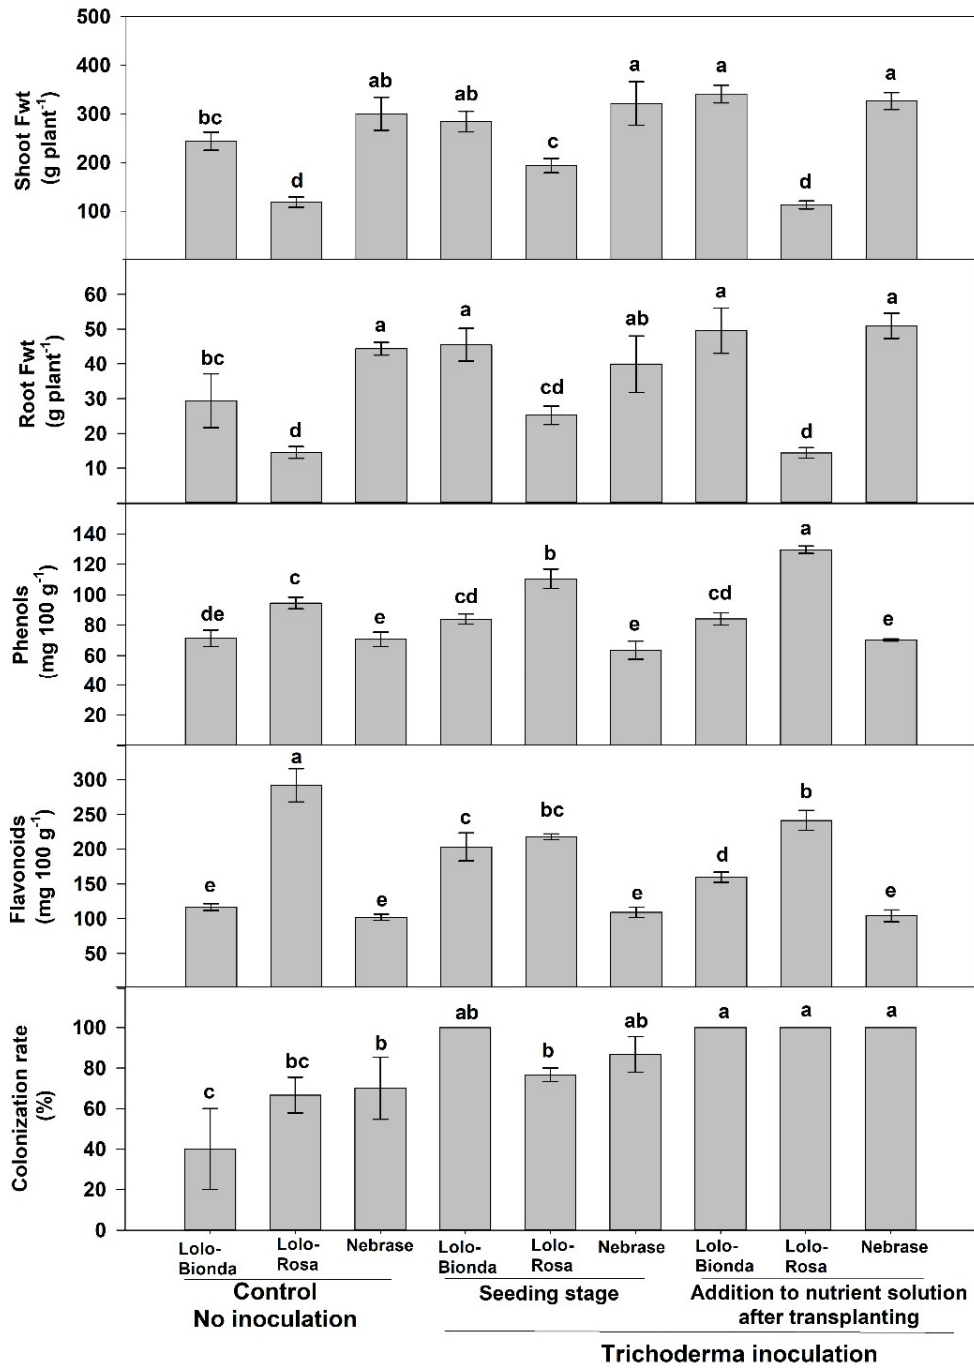 500
400
300
200
100
Shoot Fwt
(g plant⁻¹)
bc
d
ab
ab
c
a
a
d
a
60
50
40
30
20
10
Root Fwt
(g plant⁻¹)
bc
d
a
a
cd
ab
a
d
a
140
120
100
80
60
40
20
Phenols
(mg 100 g⁻¹)
de
c
e
cd
b
e
cd
a
e
300
250
200
150
100
50
Flavonoids
(mg 100 g⁻¹)
e
a
e
c
bc
e
d
b
e
100
80
60
40
20
0
Colonization rate
(%)
c
bc
b
ab
b
ab
a
a
a
Lolo-
Bionda
Lolo-
Rosa
Nebrase
Lolo-
Bionda
Lolo-
Rosa
Nebrase
Lolo-
Bionda
Lolo-
Rosa
Nebrase
Control
No inoculation
Seeding stage
Addition to nutrient solution
after transplanting
Trichoderma inoculation